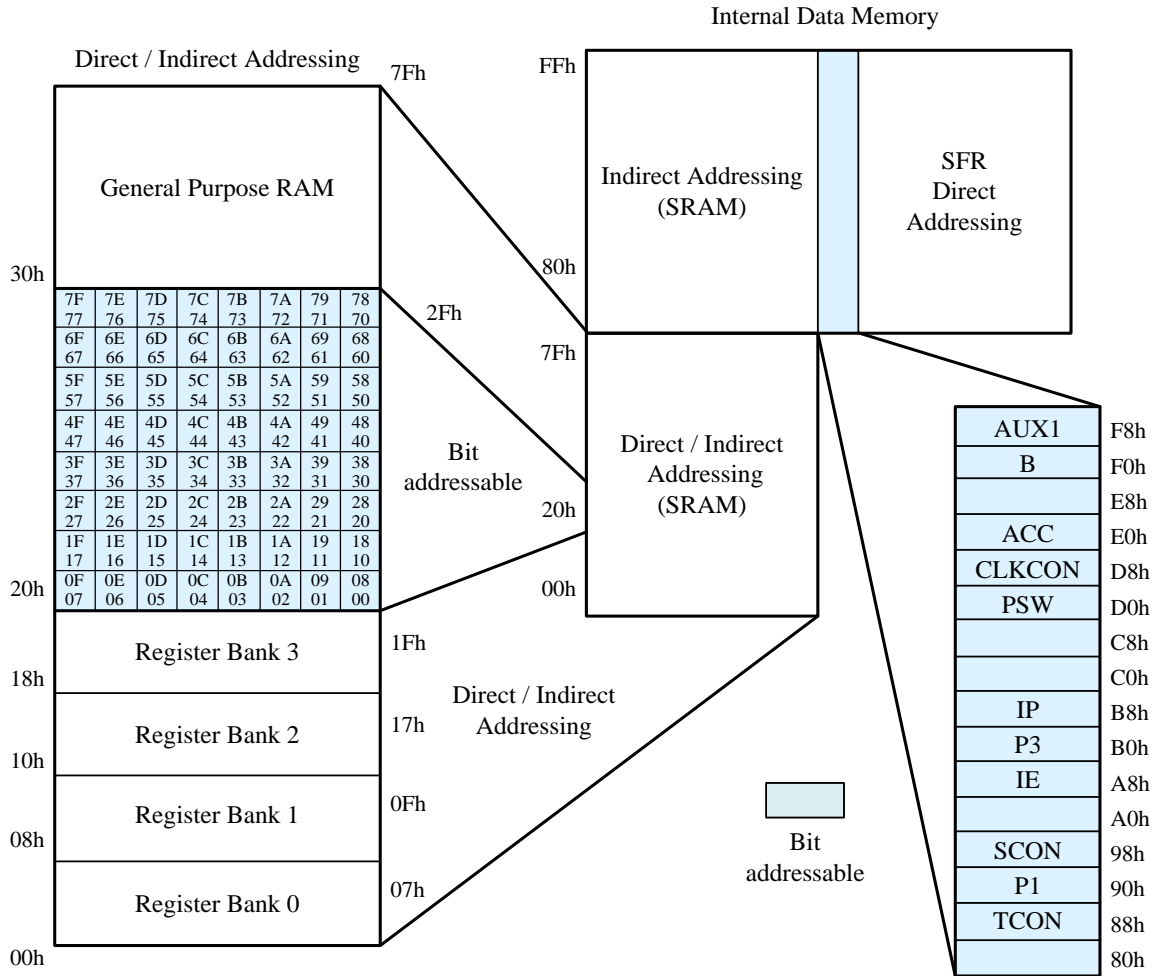 Internal Data Memory
Direct / Indirect Addressing
7Fh
General Purpose RAM
30h
7F 7E 7D 7C 7B 7A 79 78
77 76 75 74 73 72 71 70
6F 6E 6D 6C 6B 6A 69 68
67 66 65 64 63 62 61 60
5F 5E 5D 5C 5B 5A 59 58
57 56 55 54 53 52 51 50
4F 4E 4D 4C 4B 4A 49 48
47 46 45 44 43 42 41 40
3F 3E 3D 3C 3B 3A 39 38
37 36 35 34 33 32 31 30
2F 2E 2D 2C 2B 2A 29 28
27 26 25 24 23 22 21 20
1F 1E 1D 1C 1B 1A 19 18
17 16 15 14 13 12 11 10
0F 0E 0D 0C 0B 0A 09 08
07 06 05 04 03 02 01 00
2Fh
Bit
addressable
20h
Register Bank 3
1Fh
18h
Register Bank 2
17h
10h
Register Bank 1
0Fh
08h
Register Bank 0
07h
00h
Direct / Indirect
Addressing
FFh
Indirect Addressing
(SRAM)
80h
SFR
Direct
Addressing
7Fh
Direct / Indirect
Addressing
(SRAM)
20h
00h
Bit
addressable
AUX1 F8h
B F0h
E8h
ACC E0h
CLKCON D8h
PSW D0h
C8h
C0h
IP B8h
P3 B0h
IE A8h
A0h
SCON 98h
P1 90h
TCON 88h
80h